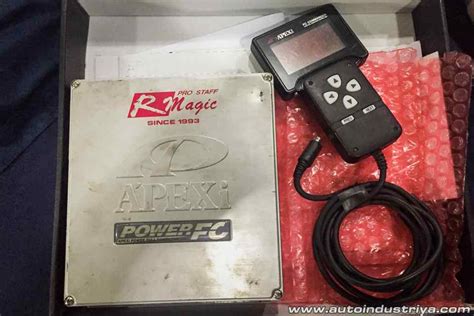 PRO STAFF
R Magic
SINCE 1993
APEXi
POWER FC
APEXi
www.autoindustriya.com